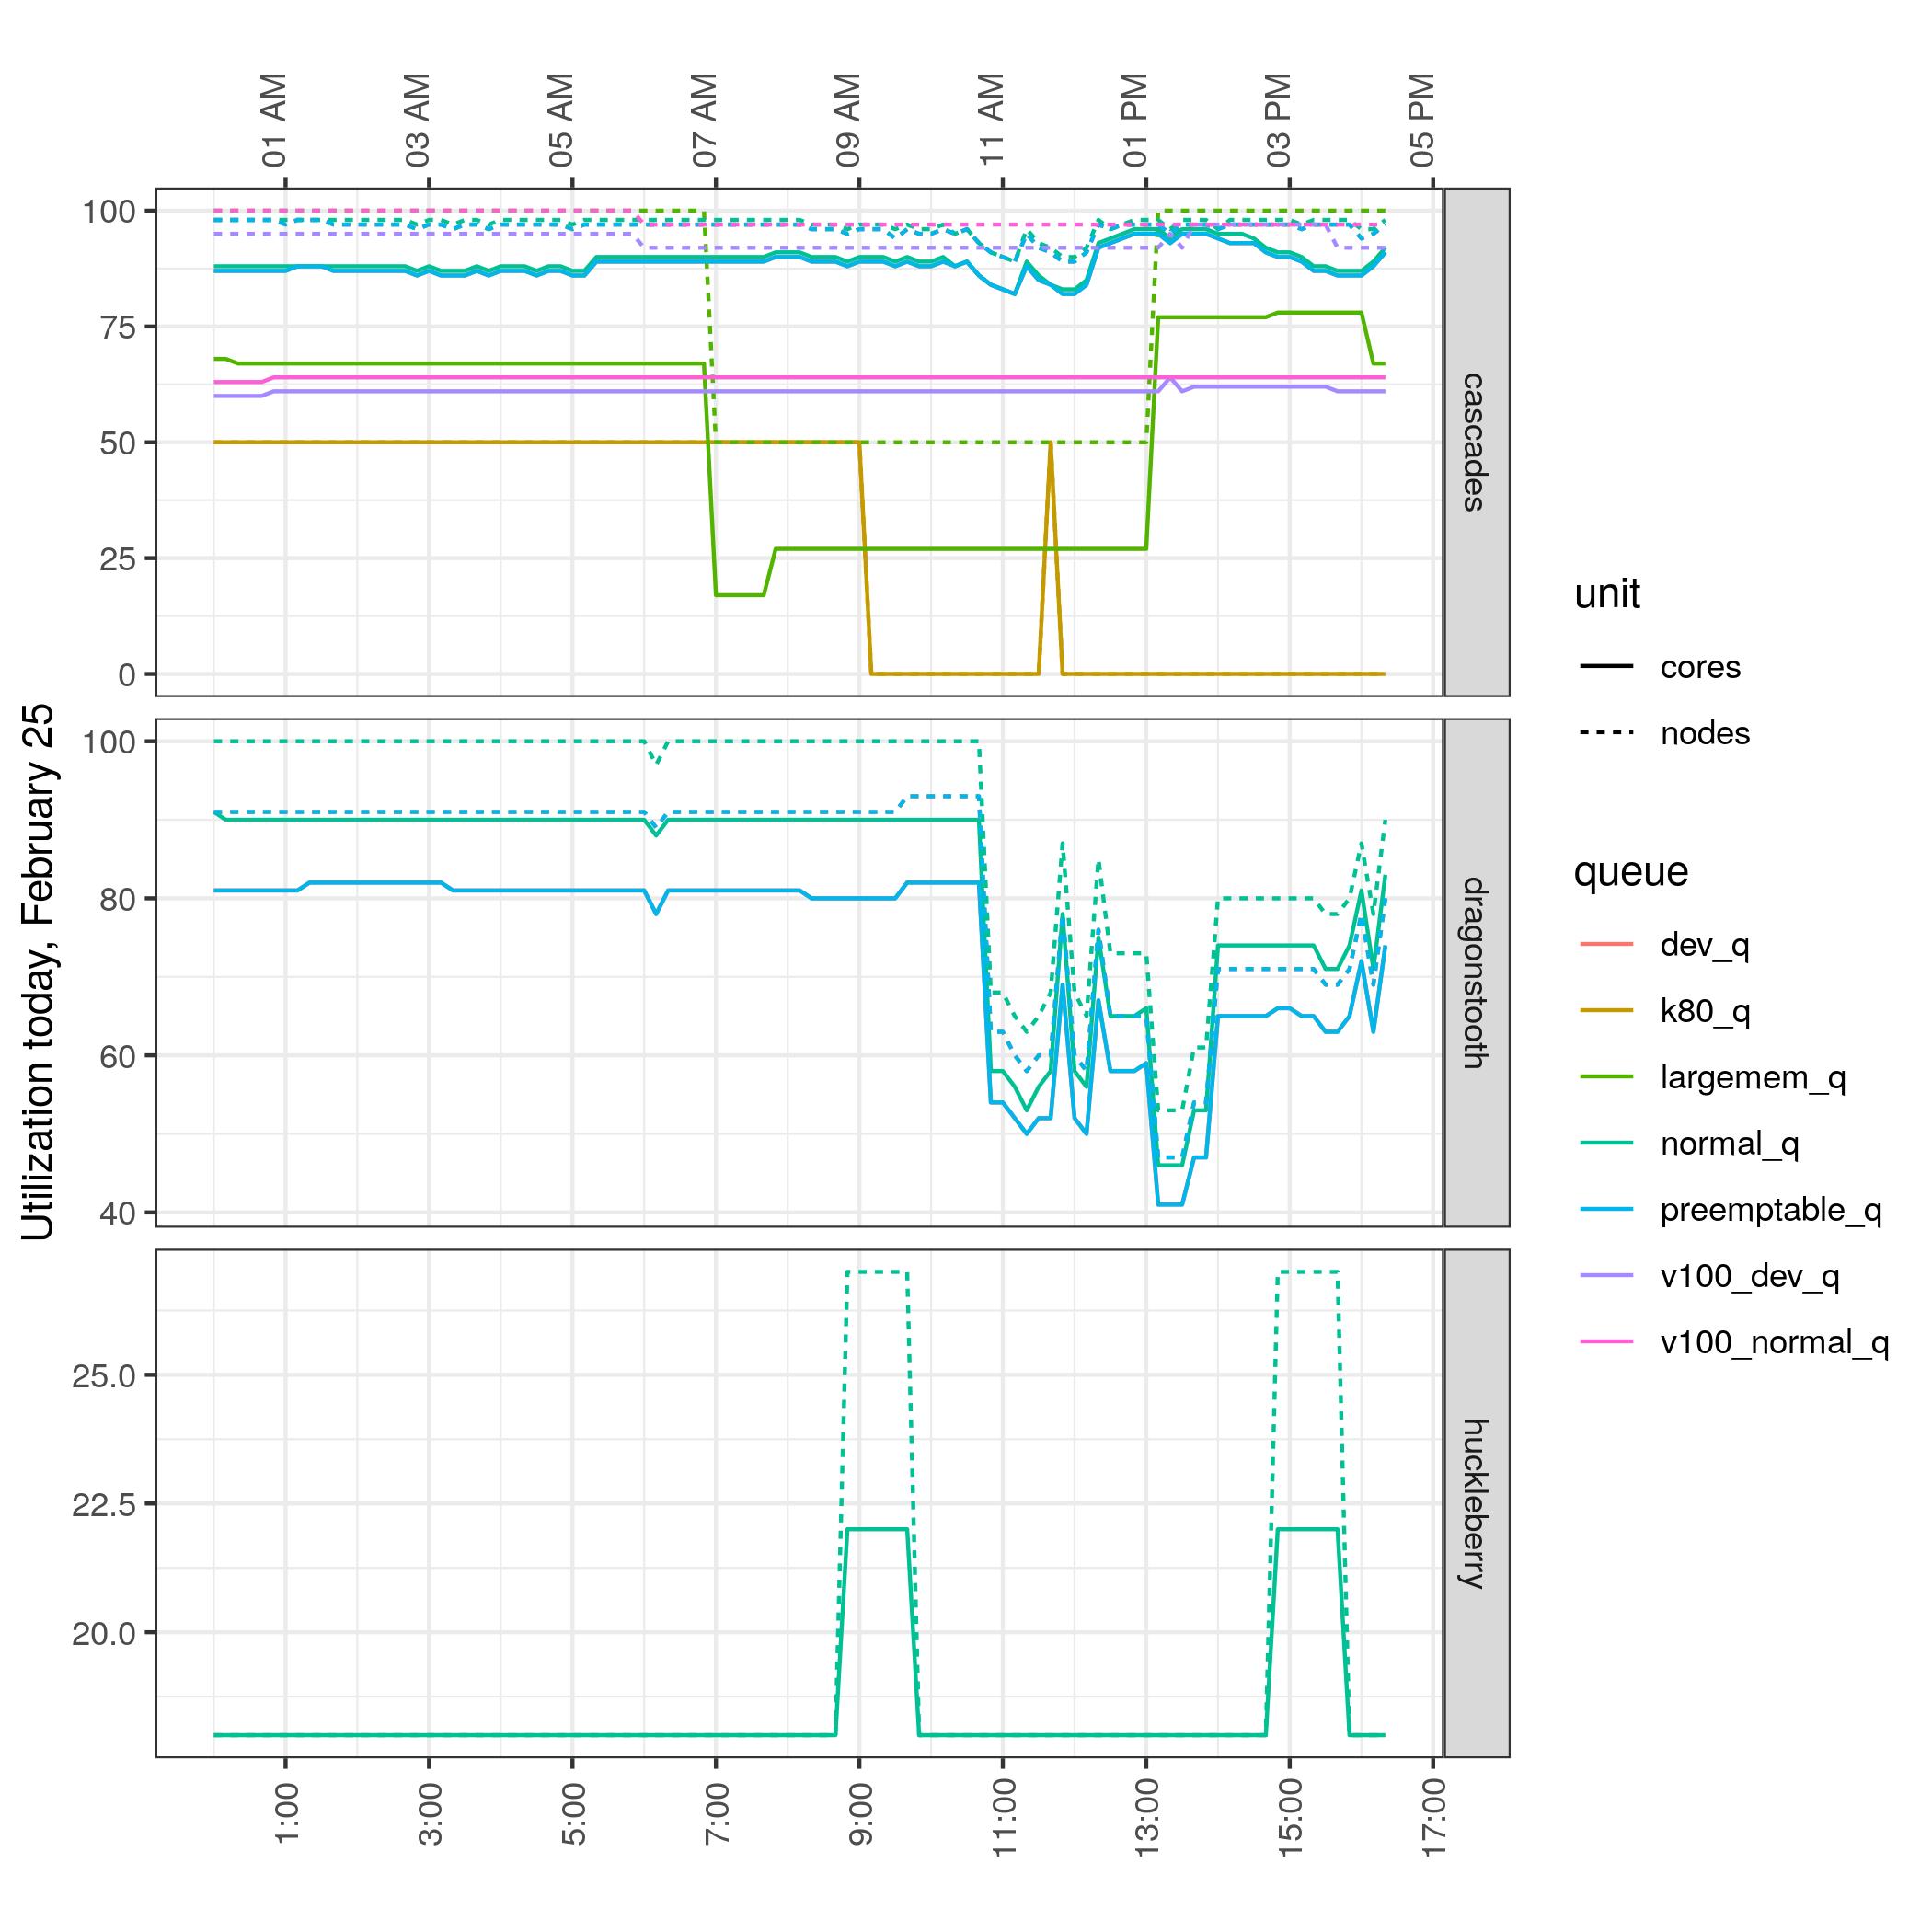 01 AM
03 AM
05 AM
07 AM
09 AM
11 AM
01 PM
03 PM
05 PM
Utilization today, February 25
100
75
50
25
0
cascades
100
80
60
40
dragonstooth
25.0
22.5
20.0
huckleberry
1:00
3:00
5:00
7:00
9:00
11:00
13:00
15:00
17:00
unit
cores
nodes
queue
dev_q
k80_q
largemem_q
normal_q
preemptable_q
v100_dev_q
v100_normal_q